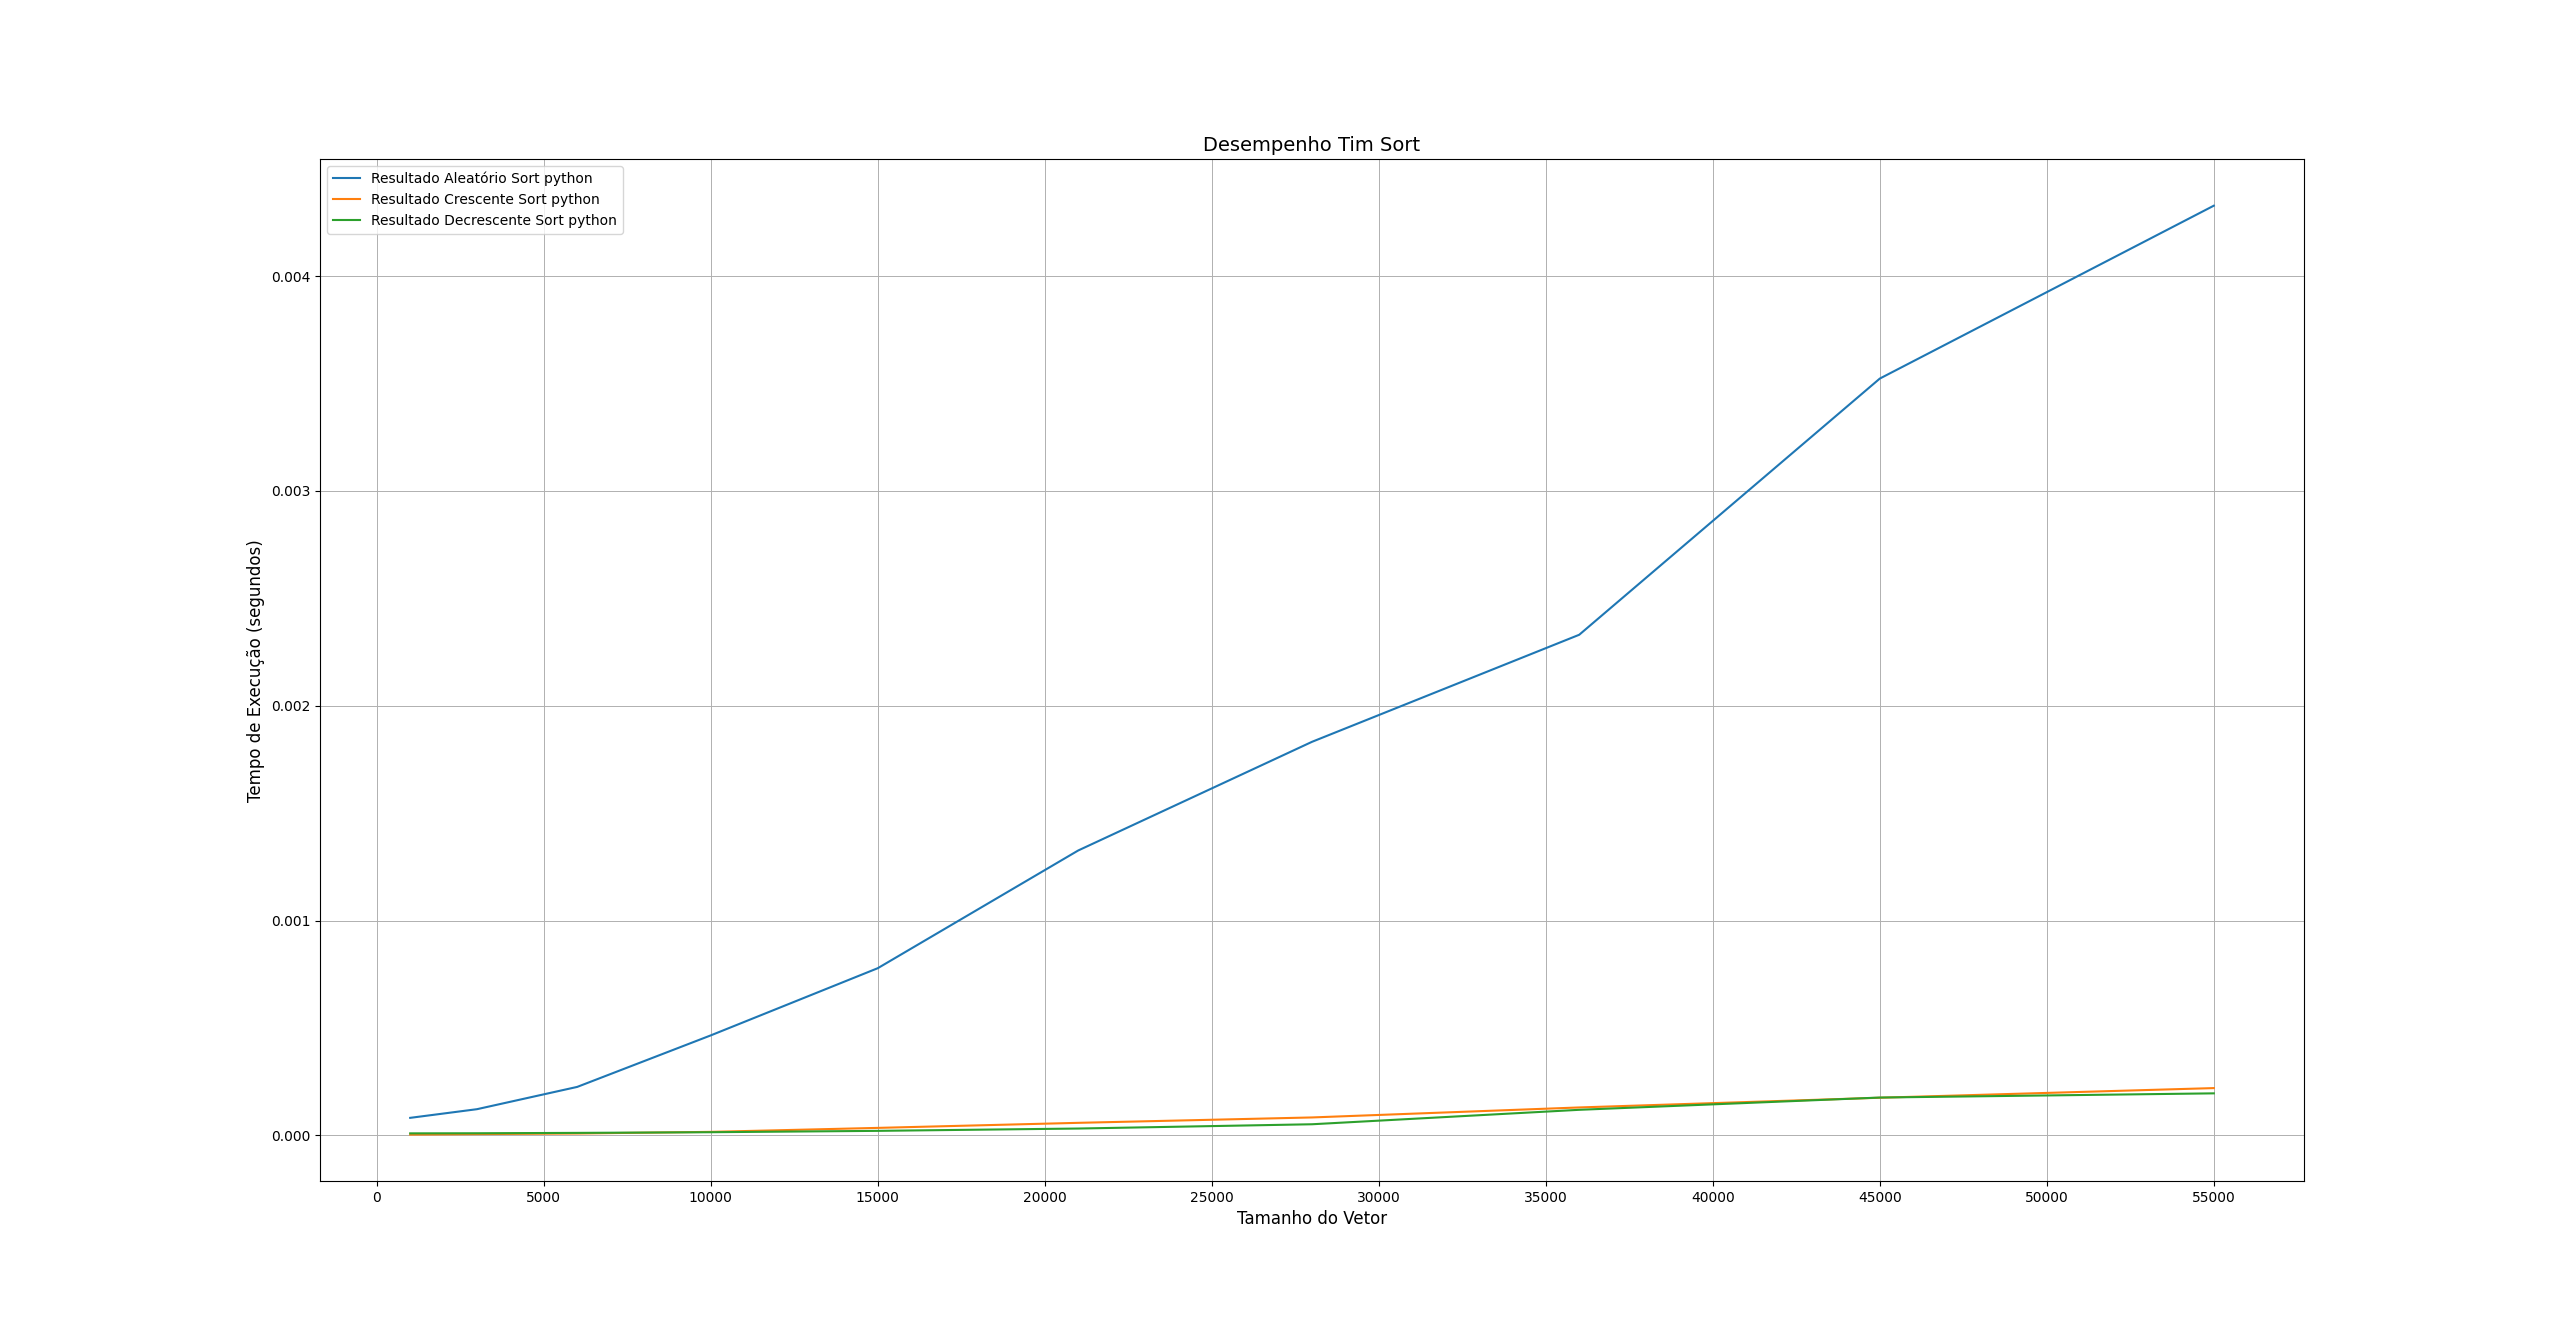 Desempenho Tim Sort
Resultado Aleatório Sort python
Resultado Crescente Sort python
Resultado Decrescente Sort python
0.004
0.003
0.002
0.001
0.000
Tempo de Execução (segundos)
0 5000 10000 15000 20000 25000 30000 35000 40000 45000 50000 55000
Tamanho do Vetor